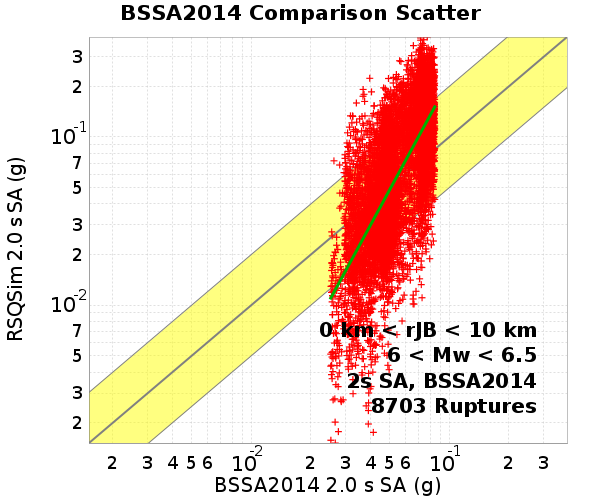 BSSA2014 Comparison Scatter
RSQSim 2.0 s SA (g)
3
2
10-1
7
5
3
2
10-2
7
5
3
2
0 km < rJB < 10 km
6 < Mw < 6.5
2s SA, BSSA2014
8703 Ruptures
2 3 4 5 6 10-2 2 3 4 5 6 10-1 2 3
BSSA2014 2.0 s SA (g)